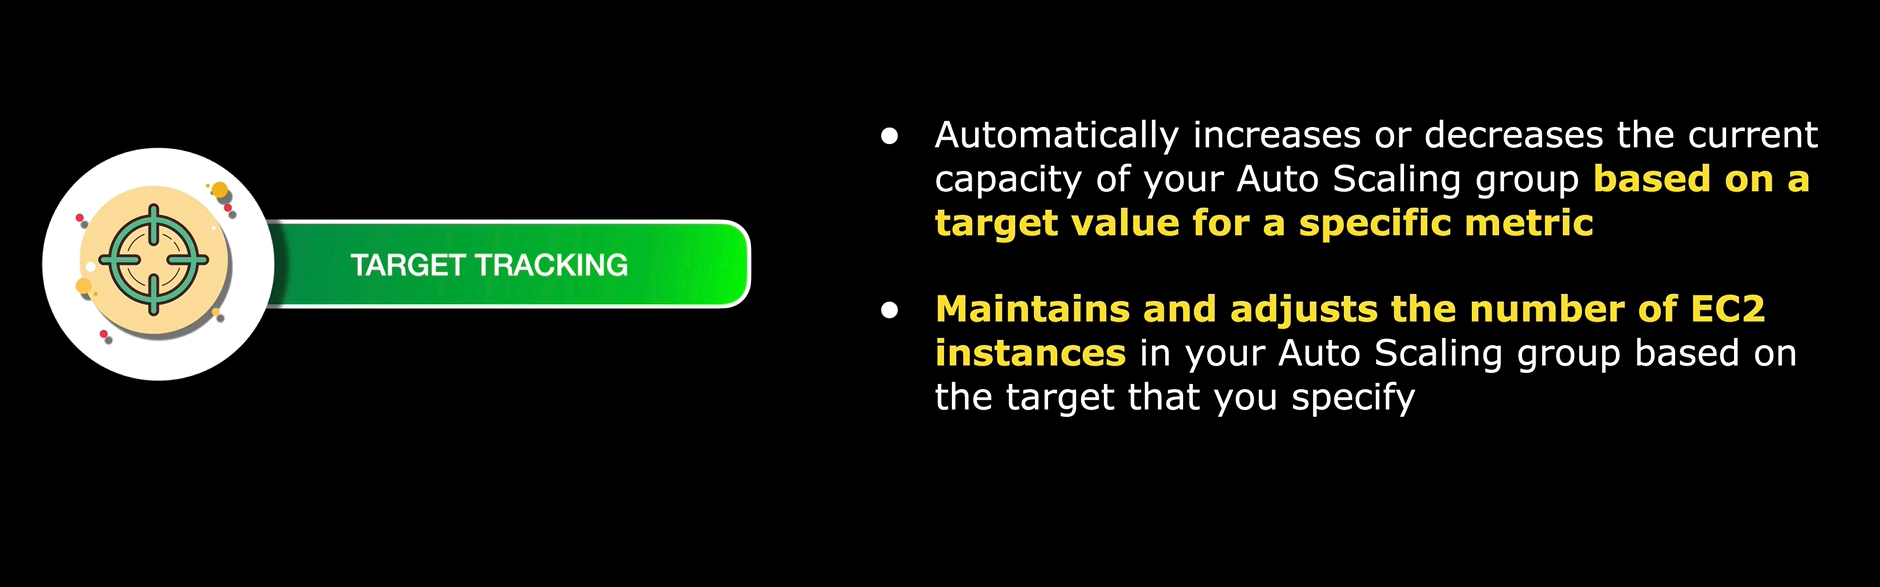 TARGET TRACKING
● Automatically increases or decreases the current
capacity of your Auto Scaling group based on a
target value for a specific metric
● Maintains and adjusts the number of EC2
instances in your Auto Scaling group based on
the target that you specify